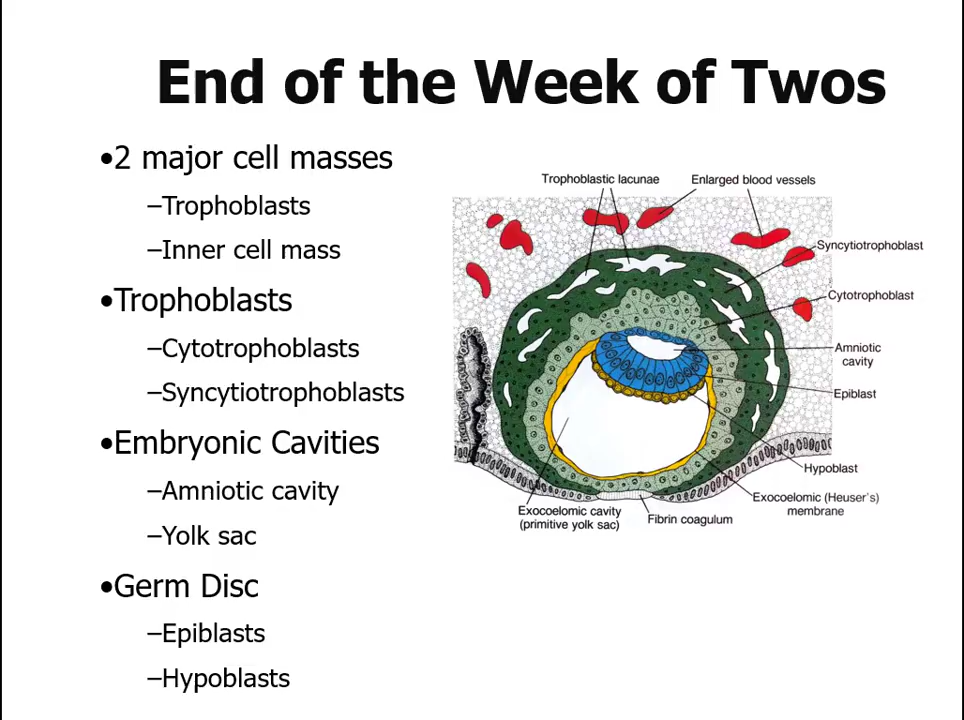 End of the Week of Twos
•2 major cell masses
–Trophoblasts
–Inner cell mass
•Trophoblasts
–Cytotrophoblasts
–Syncytiotrophoblasts
•Embryonic Cavities
–Amniotic cavity
–Yolk sac
•Germ Disc
–Epiblasts
–Hypoblasts
Trophoblastic lacunae
Enlarged blood vessels
Syncytiotrophoblast
Cytotrophoblast
Amniotic
cavity
Epiblast
Hypoblast
Exocoelomic (Heuser's)
membrane
Fibrin coagulum
Exocoelomic cavity
(primitive yolk sac)